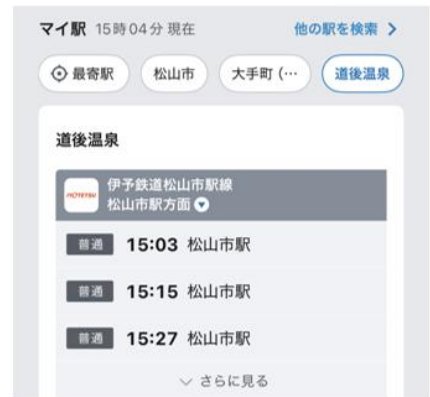 マイ駅 15時04分 現在 他の駅を検索
最寄駅 松山市 大手町 (… 道後温泉
道後温泉
伊予鉄道松山市駅線
松山市駅方面
普通 15:03 松山市駅
普通 15:15 松山市駅
普通 15:27 松山市駅
さらに見る